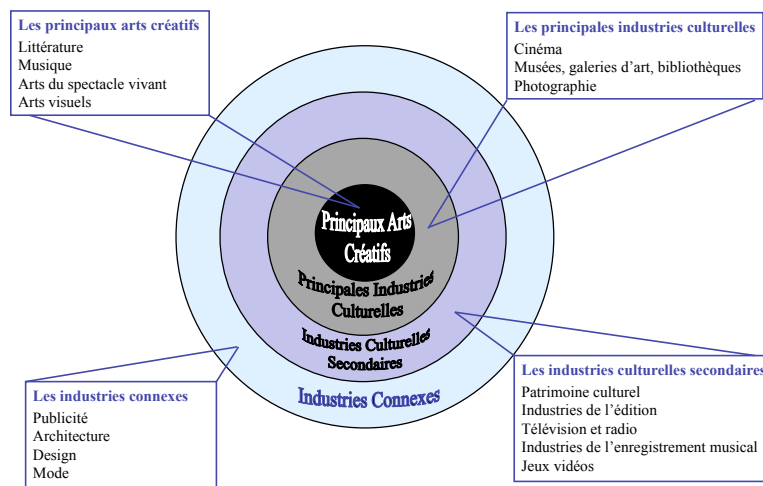 Les principaux arts créatifs
Littérature
Musique
Arts du spectacle vivant
Arts visuels
Les principales industries culturelles
Cinéma
Musées, galeries d’art, bibliothèques
Photographie
Principaux Arts
Créatifs
Principales Industries
Culturelles
Industries Culturelles
Secondaires
Industries Connexes
Les industries connexes
Publicité
Architecture
Design
Mode
Les industries culturelles secondaires
Patrimoine culturel
Industries de l’édition
Télévision et radio
Industries de l’enregistrement musical
Jeux vidéos